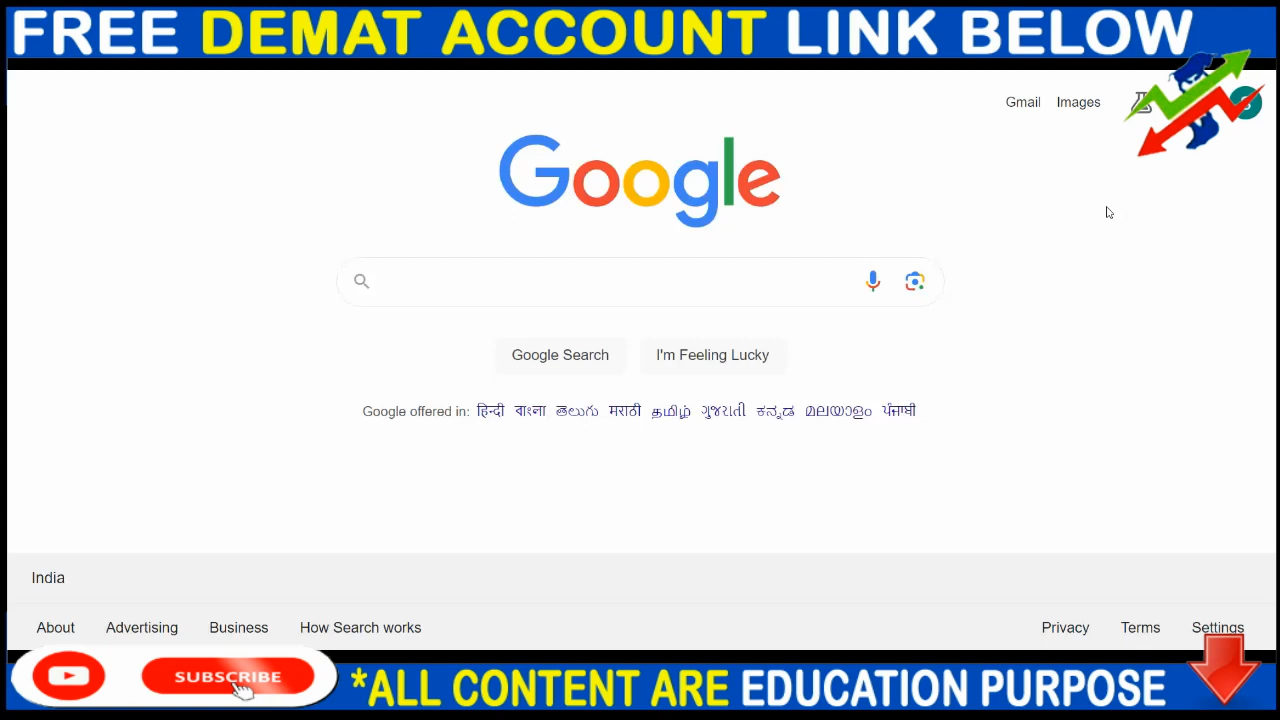 FREE DEMAT ACCOUNT LINK BELOW
Gmail Images
Google
Google Search I'm Feeling Lucky
Google offered in: हिन्दी বাংলা తెలుగు मराठी தமிழ் ગુજરાતી ಕನ್ನಡ മലയാളം ਪੰਜਾਬੀ
India
About Advertising Business How Search works Privacy Terms Settings
SUBSCRIBE
*ALL CONTENT ARE EDUCATION PURPOSE